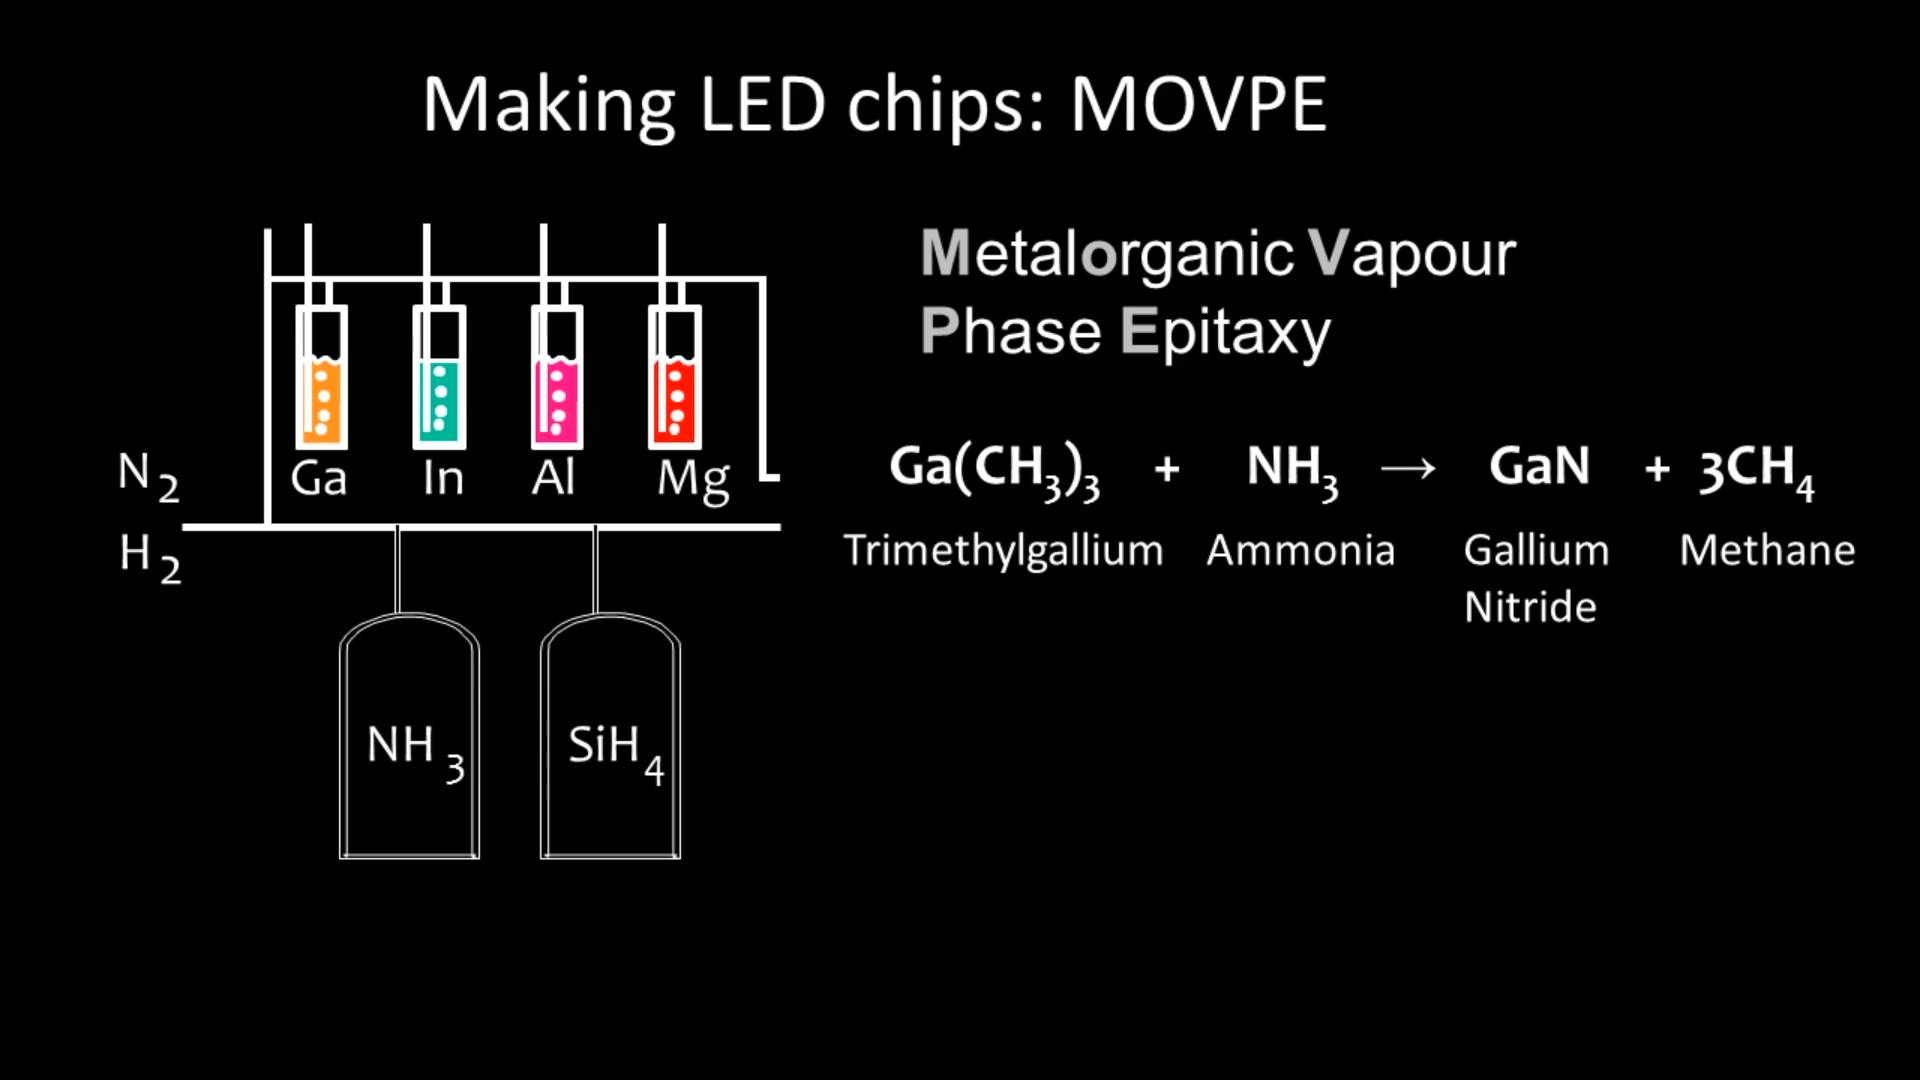 Making LED chips: MOVPE
Metalorganic Vapour
Phase Epitaxy
N₂
H₂
Ga In Al Mg
NH₃ SiH₄
Ga(CH₃)₃ + NH₃ → GaN + 3CH₄
Trimethylgallium Ammonia Gallium Methane
Nitride